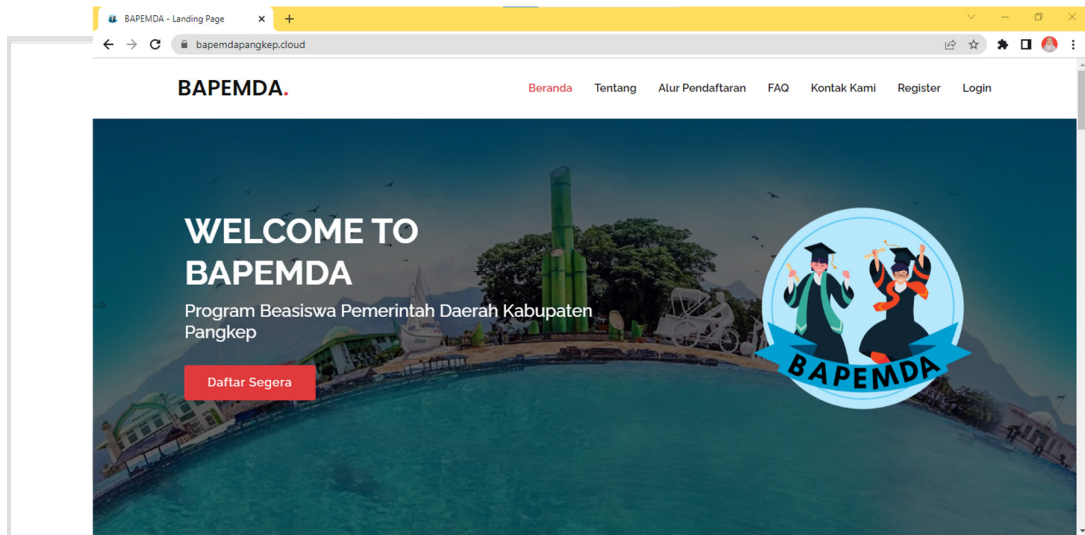 BAPEMDA - Landing Page
bapemdapangkep.cloud
BAPEMDA.
Beranda Tentang Alur Pendaftaran FAQ Kontak Kami Register Login
WELCOME TO
BAPEMDA
Program Beasiswa Pemerintah Daerah Kabupaten
Pangkep
Daftar Segera
BAPEMDA